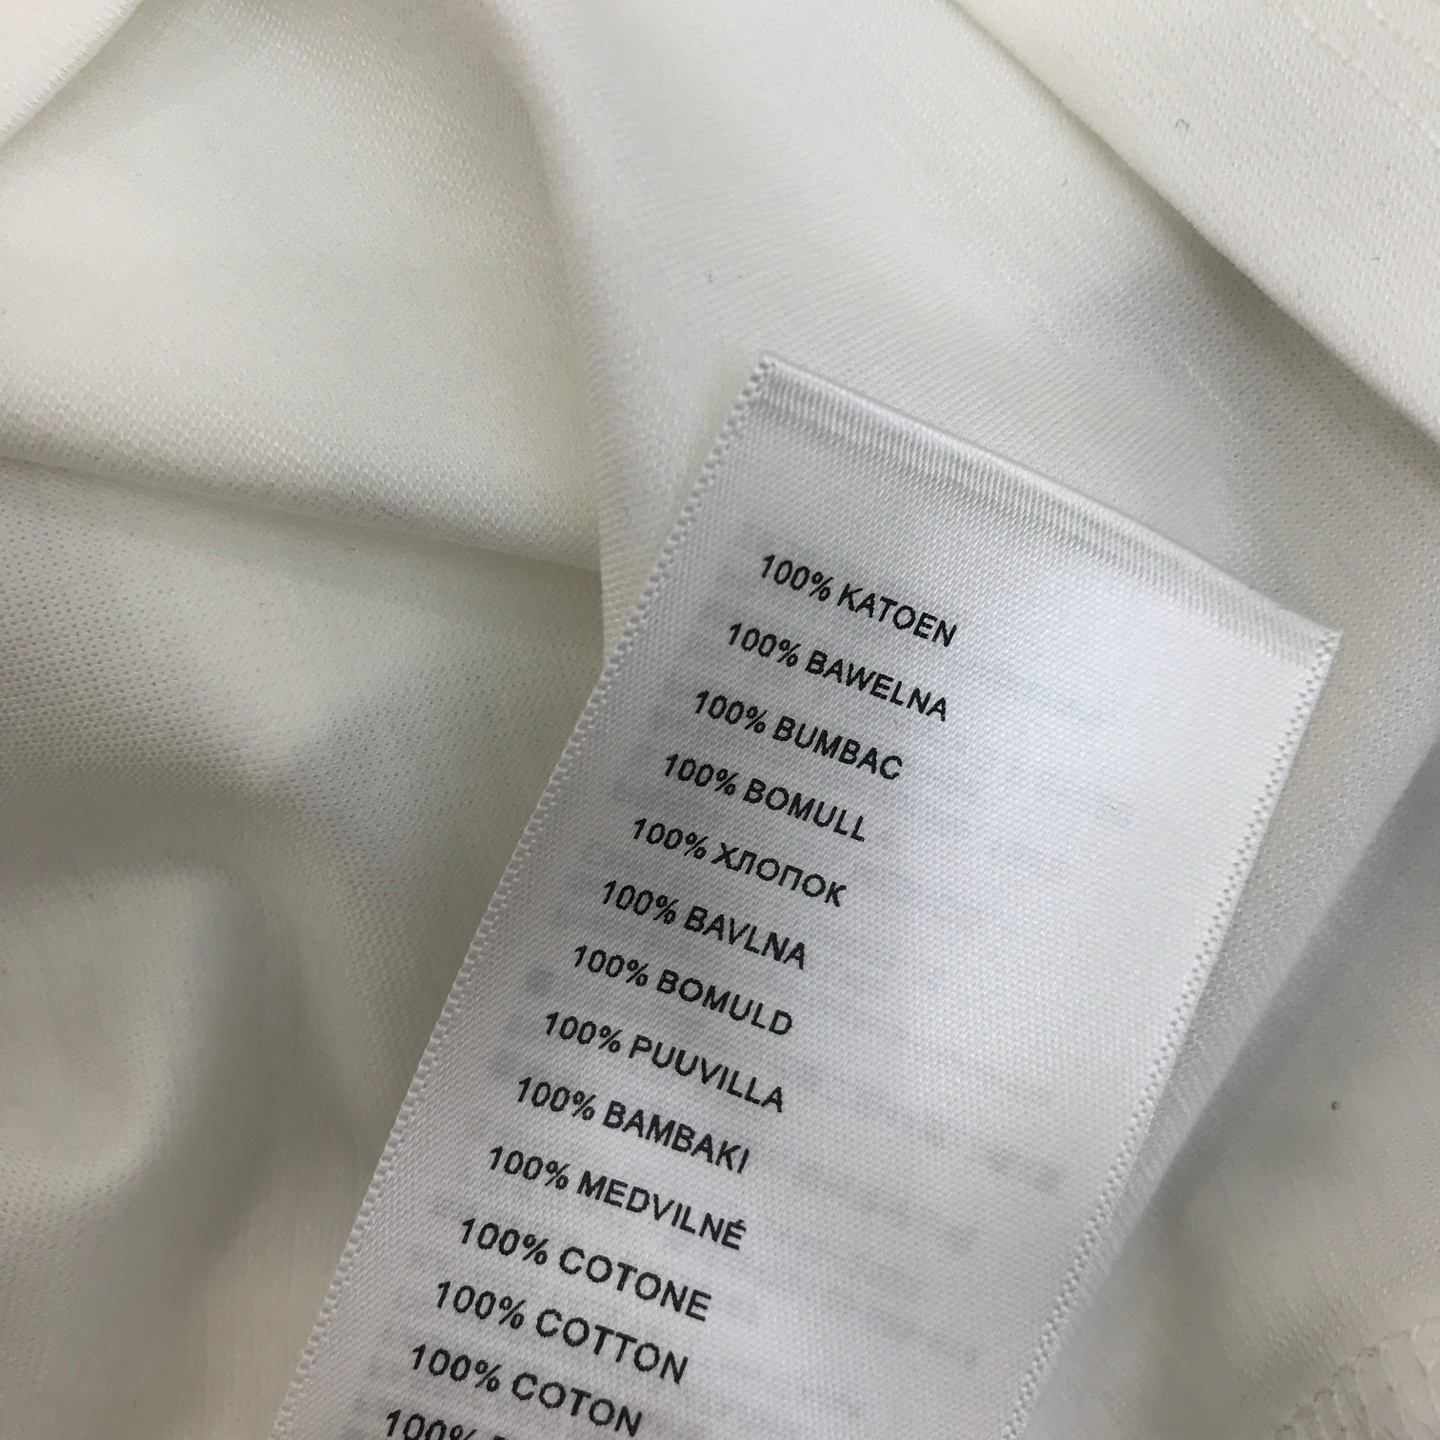 100% KATOEN
100% BAWELNA
100% BUMBAC
100% BOMULL
100% ХЛОПОК
100% BAVLNA
100% BOMULD
100% PUUVILLA
100% BAMBAKI
100% MEDVILNÉ
100% COTONE
100% COTTON
100% COTON
100%